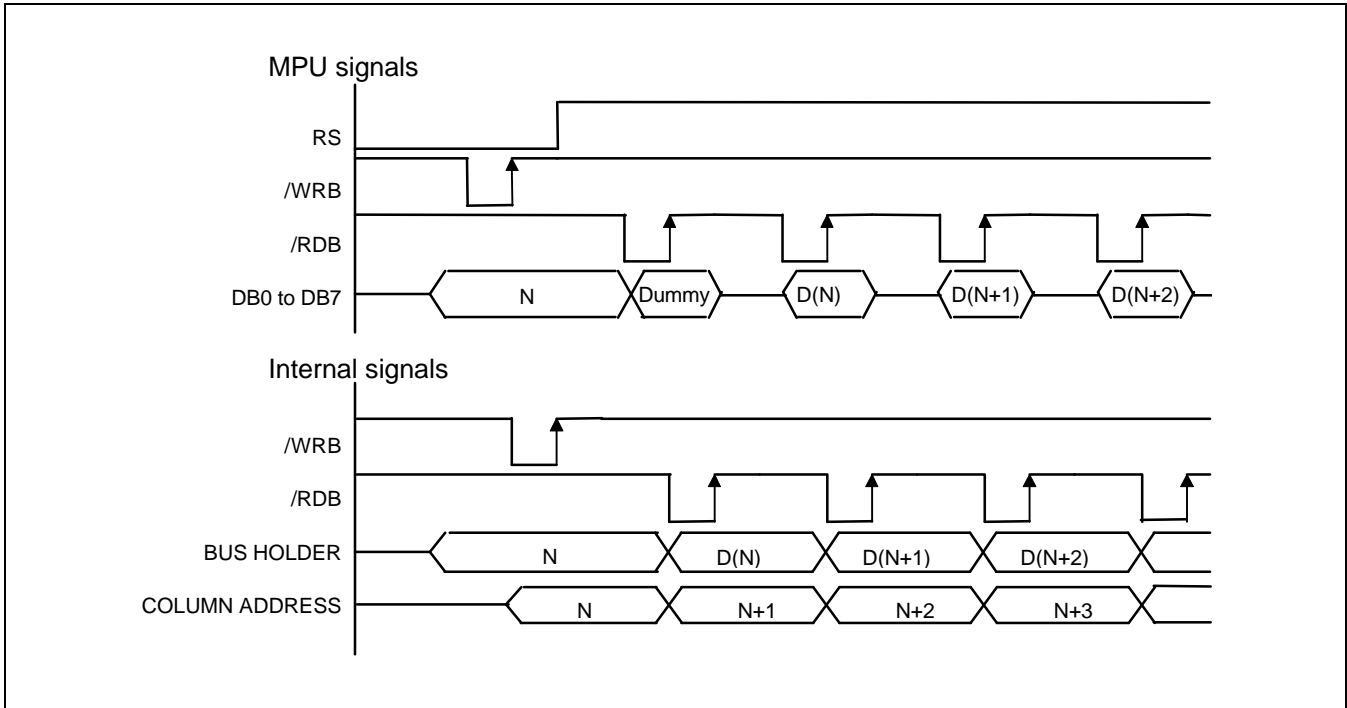 MPU signals
RS
/WRB
/RDB
DB0 to DB7 N Dummy D(N) D(N+1) D(N+2)
Internal signals
/WRB
/RDB
BUS HOLDER N D(N) D(N+1) D(N+2)
COLUMN ADDRESS N N+1 N+2 N+3